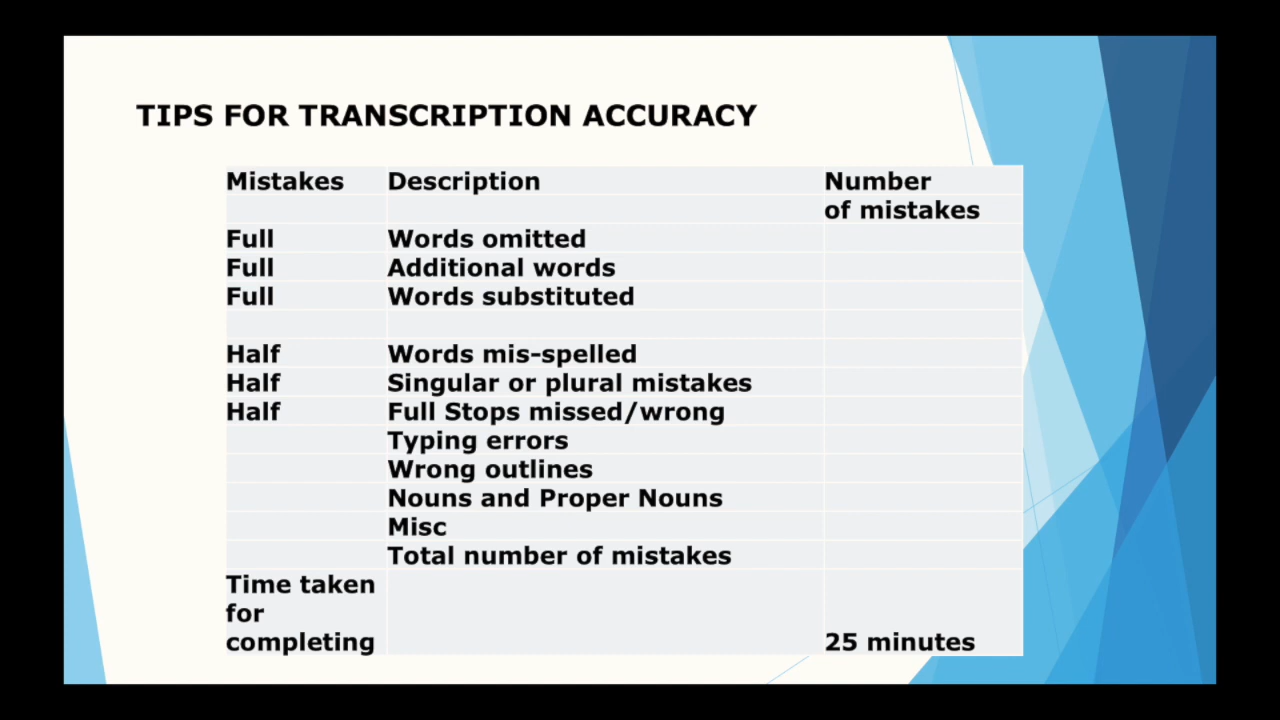 TIPS FOR TRANSCRIPTION ACCURACY
Mistakes Description Number
of mistakes
Full Words omitted
Full Additional words
Full Words substituted
Half Words mis-spelled
Half Singular or plural mistakes
Half Full Stops missed/wrong
Typing errors
Wrong outlines
Nouns and Proper Nouns
Misc
Total number of mistakes
Time taken
for
completing 25 minutes